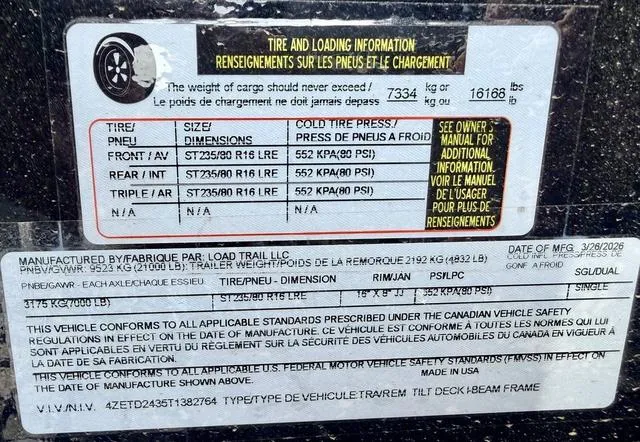 TIRE AND LOADING INFORMATION
RENSEIGNEMENTS SUR LES PNEUS ET LE CHARGEMENT
The weight of cargo should never exceed / 7334 kg or 16168 lbs
Le poids de chargement ne doit jamais depass kg ou lb
TIRE/ SIZE/ COLD TIRE PRESS./
PNEU DIMENSIONS PRESS DE PNEUS A FROID
FRONT / AV ST235/80 R16 LRE 552 KPA(80 PSI)
REAR / INT ST235/80 R16 LRE 552 KPA(80 PSI)
TRIPLE / AR ST235/80 R16 LRE 552 KPA(80 PSI)
N / A N / A N / A
SEE OWNER'S
MANUAL FOR
ADDITIONAL
INFORMATION.
VOIR LE MANUEL
DE L'USAGER
POUR PLUS DE
RENSEIGNEMENTS
MANUFACTURED BY/FABRIQUE PAR: LOAD TRAIL LLC DATE OF MFG 3/26/2026
PNBV/GVWR: 9523 KG (21000 LB): TRAILER WEIGHT/POIDS DE LA REMORQUE 2192 KG (4832 LB) COLD INFL PRESS/PRESS DE
GONF A FROID
PNBE/GAWR - EACH AXLE/CHAQUE ESSIEU TIRE/PNEU - DIMENSION RIM/JAN PSI/LPC SGL/DUAL
3175 KG(7000 LB) ST235/80 R16 LRE 16" X 6" JJ 552 KPA(80 PSI) SINGLE
THIS VEHICLE CONFORMS TO ALL APPLICABLE STANDARDS PRESCRIBED UNDER THE CANADIAN VEHICLE SAFETY
REGULATIONS IN EFFECT ON THE DATE OF MANUFACTURE. CE VÉHICULE EST CONFORME À TOUTES LES NORMES QUI LUI
SONT APPLICABLES EN VERTU DU RÈGLEMENT SUR LA SÉCURITÉ DES VÉHICULES AUTOMOBILES DU CANADA EN VIGUEUR À
LA DATE DE SA FABRICATION.
THIS VEHICLE CONFORMS TO ALL APPLICABLE U.S. FEDERAL MOTOR VEHICLE SAFETY STANDARDS (FMVSS) IN EFFECT ON
THE DATE OF MANUFACTURE SHOWN ABOVE. MADE IN USA
V.I.V./N.I.V. 4ZETD2435T1382764 TYPE/TYPE DE VEHICULE:TRA/REM TILT DECK I-BEAM FRAME